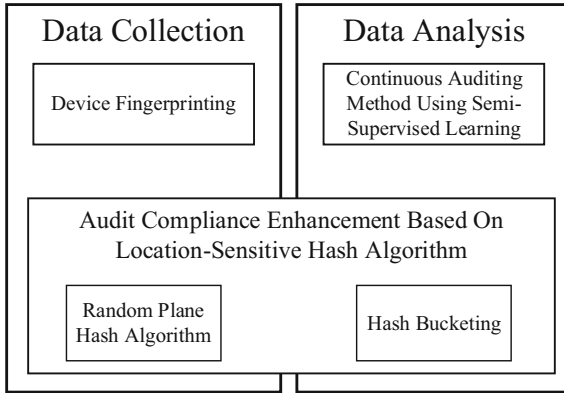 Data Collection
Device Fingerprinting
Data Analysis
Continuous Auditing
Method Using Semi-
Supervised Learning
Audit Compliance Enhancement Based On
Location-Sensitive Hash Algorithm
Random Plane
Hash Algorithm
Hash Bucketing